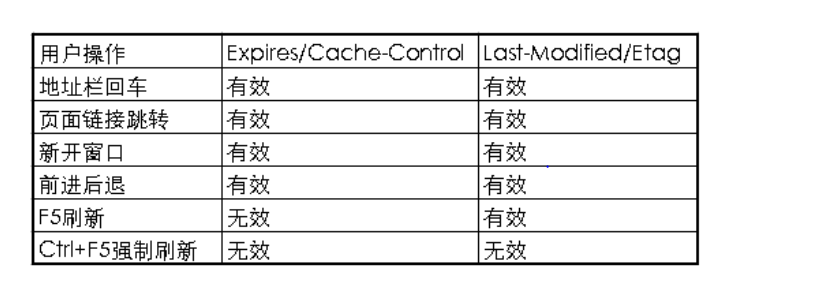 用户操作 Expires/Cache-Control Last-Modified/Etag
地址栏回车 有效 有效
页面链接跳转 有效 有效
新开窗口 有效 有效
前进后退 有效 有效
F5刷新 无效 有效
Ctrl+F5强制刷新 无效 无效